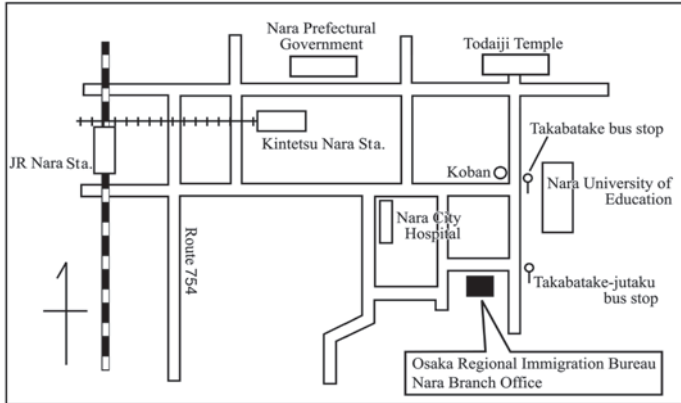 Nara Prefectural
Government
Todaiji Temple
Takabatake bus stop
Kintetsu Nara Sta.
JR Nara Sta.
Koban
Nara University of
Education
Nara City
Hospital
Route 754
Takabatake-jutaku
bus stop
Osaka Regional Immigration Bureau
Nara Branch Office